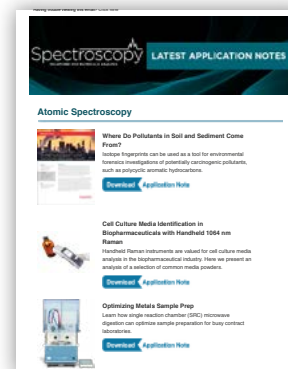 Spectroscopy
LATEST APPLICATION NOTES
Atomic Spectroscopy
Where Do Pollutants in Soil and Sediment Come
From?
Isotope fingerprints can be used as a tool for environmental
forensics investigations of potentially carcinogenic pollutants,
such as polycyclic aromatic hydrocarbons.
Download Application Note
Cell Culture Media Identification in
Biopharmaceuticals with Handheld 1064 nm
Raman
Handheld Raman instruments are valued for cell culture media
analysis in the biopharmaceutical industry. Here we present an
analysis of a selection of common media powders.
Download Application Note
Optimizing Metals Sample Prep
Learn how single reaction chamber (SRC) microwave
digestion can optimize sample preparation for busy contract
laboratories.
Download Application Note